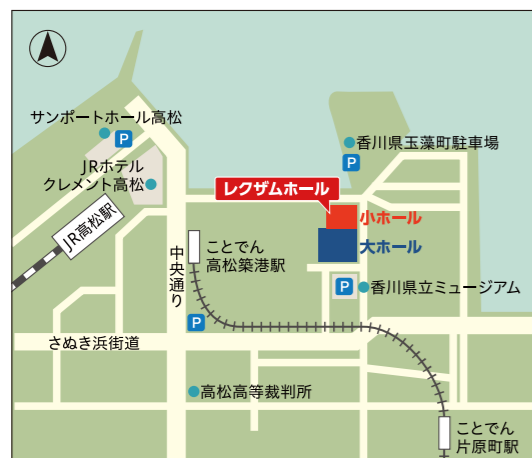 サンポートホール高松
P
香川県玉藻町駐車場
P
JRホテル
クレメント高松
レクザムホール
小ホール
大ホール
JR高松駅
中央通り
ことでん
高松築港駅
P
香川県立ミュージアム
P
さぬき浜街道
高松高等裁判所
ことでん
片原町駅